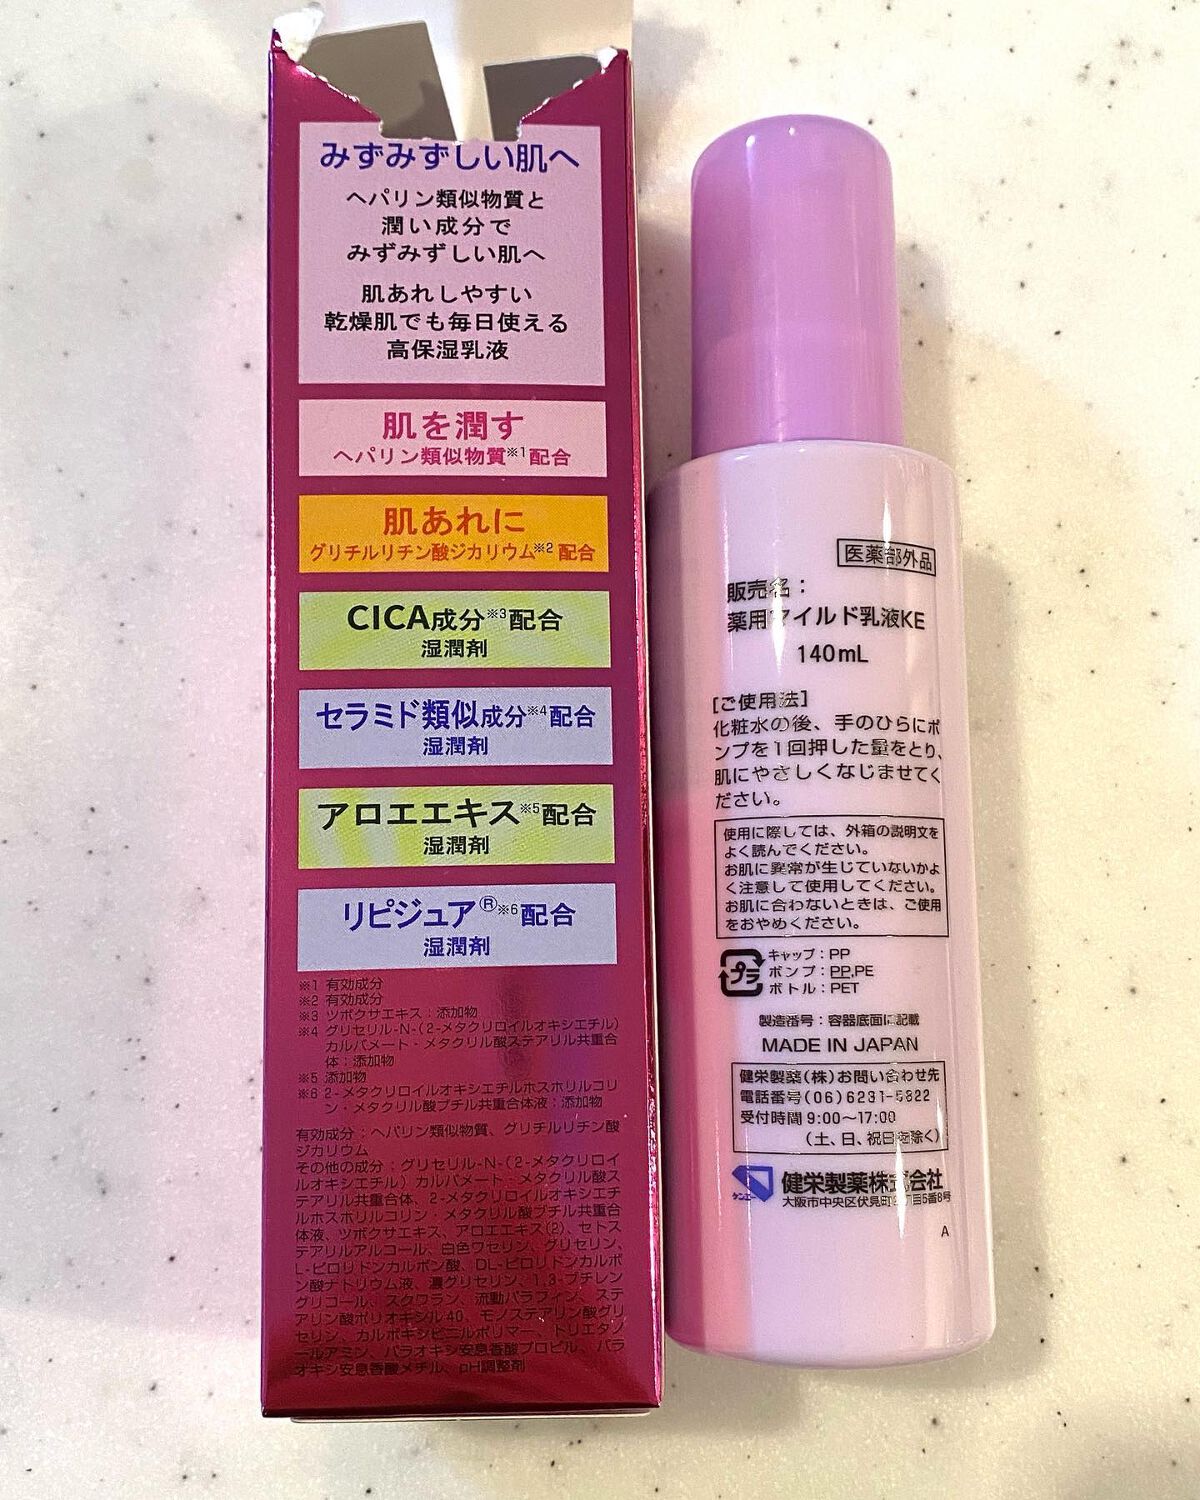 みずみずしい肌へ
ヘパリン類似物質と
潤い成分で
みずみずしい肌へ
肌あれしやすい
乾燥肌でも毎日使える
高保湿乳液
肌を潤す
ヘパリン類似物質※1配合
肌あれに
グリチルリチン酸ジカリウム※2配合
CICA成分※3配合
湿潤剤
セラミド類似成分※4配合
湿潤剤
アロエエキス※5配合
湿潤剤
リピジュア®※6配合
湿潤剤
※1 有効成分
※2 有効成分
※3 ツボクサエキス：添加物
※4 グリセリル-N-(2-メタクリロイルオキシエチル)
カルバメート・メタクリル酸ステアリル共重合
体：添加物
※5 添加物
※6 2-メタクリロイルオキシエチルホスホリルコリ
ン・メタクリル酸ブチル共重合体液：添加物
有効成分：ヘパリン類似物質、グリチルリチン酸
ジカリウム
その他の成分：グリセリル-N-(2-メタクリロイ
ルオキシエチル)カルバメート・メタクリル酸ス
テアリル共重合体、2-メタクリロイルオキシエチ
ルホスホリルコリン・メタクリル酸ブチル共重合
体液、ツボクサエキス、アロエエキス(2)、セトス
テアリルアルコール、白色ワセリン、グリセリン、
L-ピロリドンカルボン酸、DL-ピロリドンカルボ
ン酸ナトリウム液、濃グリセリン、1,3-ブチレン
グリコール、スクワラン、流動パラフィン、ステ
アリン酸ポリオキシル40、モノステアリン酸グリ
セリン、カルボキシビニルポリマー、トリエタノ
ールアミン、パラオキシ安息香酸プロピル、パラ
オキシ安息香酸メチル、pH調整剤
医薬部外品
販売名：
薬用マイルド乳液KE
140mL
[ご使用法]
化粧水の後、手のひらにポ
ンプを1回押した量をとり、
肌にやさしくなじませてく
ださい。
使用に際しては、外箱の説明文を
よく読んでください。
お肌に異常が生じていないかよ
く注意して使用してください。
お肌に合わないときは、ご使用
をおやめください。
プラ
キャップ：PP
ポンプ：PP,PE
ボトル：PET
製造番号：容器底面に記載
MADE IN JAPAN
健栄製薬(株)お問い合わせ先
電話番号(06)6231-5822
受付時間 9:00〜17:00
(土、日、祝日を除く)
ケンエー
健栄製薬株式会社
大阪市中央区伏見町2丁目5番8号
A